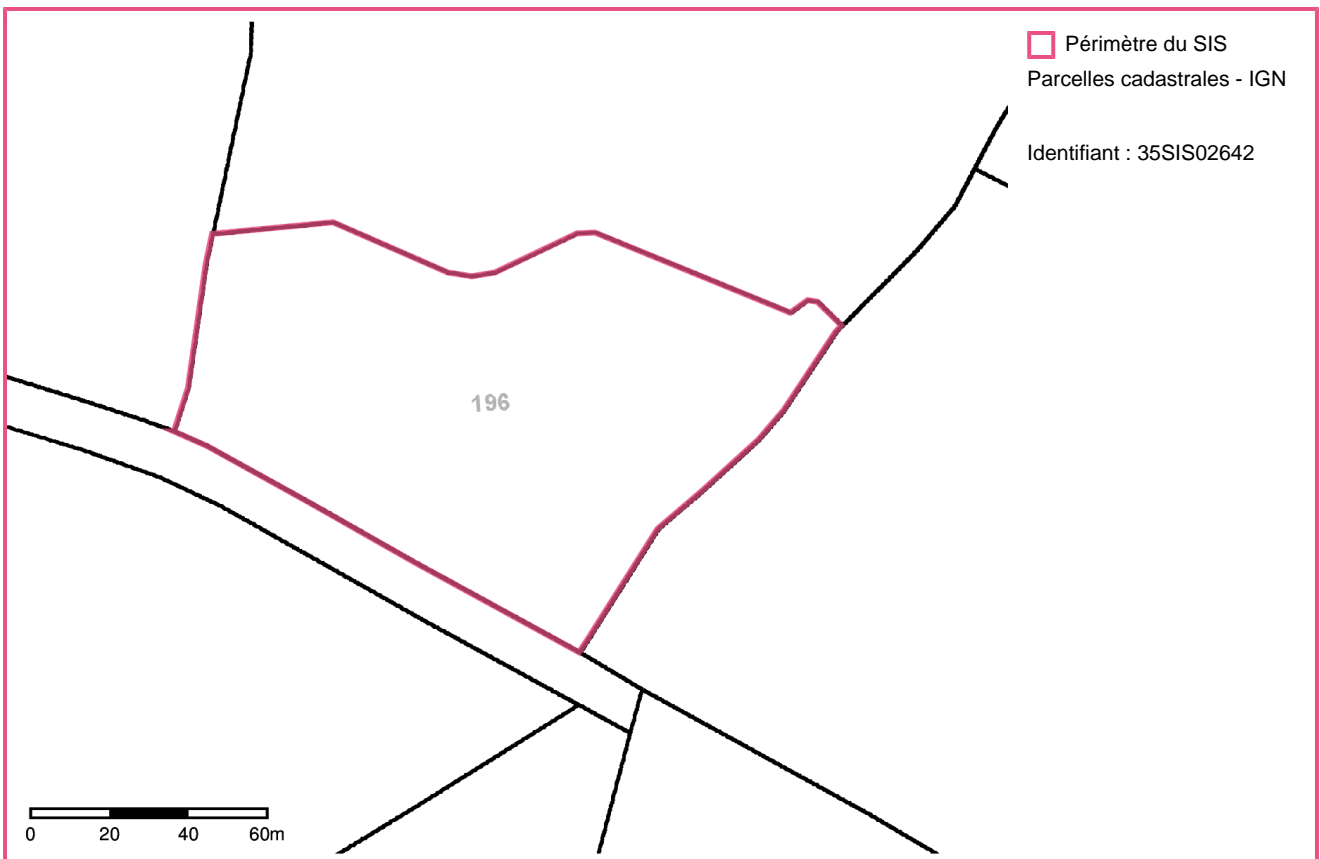 Périmètre du SIS
Parcelles cadastrales - IGN
Identifiant : 35SIS02642
196
0 20 40 60m